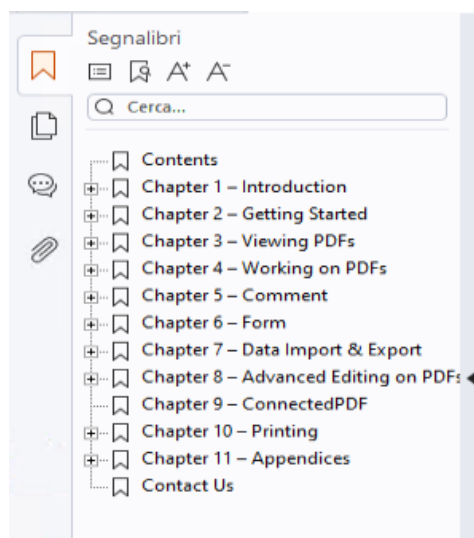 Segnalibri
Cerca...
Contents
Chapter 1 – Introduction
Chapter 2 – Getting Started
Chapter 3 – Viewing PDFs
Chapter 4 – Working on PDFs
Chapter 5 – Comment
Chapter 6 – Form
Chapter 7 – Data Import & Export
Chapter 8 – Advanced Editing on PDFs
Chapter 9 – ConnectedPDF
Chapter 10 – Printing
Chapter 11 – Appendices
Contact Us